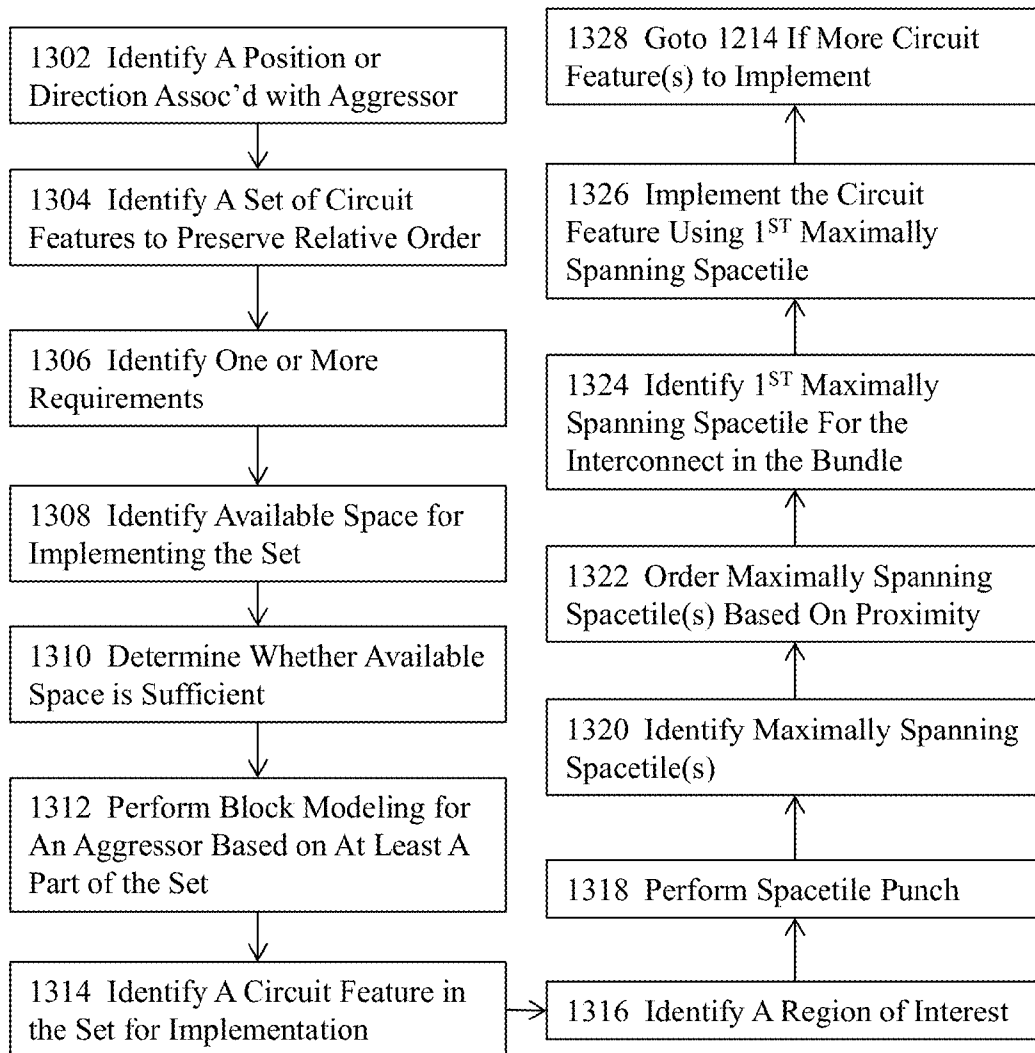 1302 Identify A Position or
Direction Assoc'd with Aggressor
1304 Identify A Set of Circuit
Features to Preserve Relative Order
1306 Identify One or More
Requirements
1308 Identify Available Space for
Implementing the Set
1310 Determine Whether Available
Space is Sufficient
1312 Perform Block Modeling for
An Aggressor Based on At Least A
Part of the Set
1314 Identify A Circuit Feature in
the Set for Implementation
1316 Identify A Region of Interest
1318 Perform Spacetile Punch
1320 Identify Maximally Spanning
Spacetile(s)
1322 Order Maximally Spanning
Spacetile(s) Based On Proximity
1324 Identify 1ST Maximally
Spanning Spacetile For the
Interconnect in the Bundle
1326 Implement the Circuit
Feature Using 1ST Maximally
Spanning Spacetile
1328 Goto 1214 If More Circuit
Feature(s) to Implement